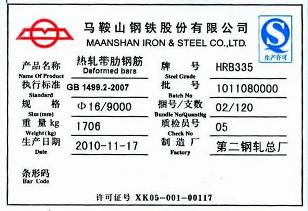 马鞍山钢铁股份有限公司
MAANSHAN IRON & STEEL CO.,LTD.
生产许可
产品名称 热轧带肋钢筋 牌号 HRB335
Name of Product Deformed bars Steel Grade
执行标准 GB 1499.2-2007 批号 1011080000
Standard Batch No
规格 Φ16/9000 捆号/支数 02/120
Size(mm) Bundle No/Quantity
重量kg 1706 质检员号 05
Weight(kg)
生产日期 2010-11-17 制造厂 第二钢轧总厂
Date Factory
条形码
Bar Code
许可证号 XK05-001-00117